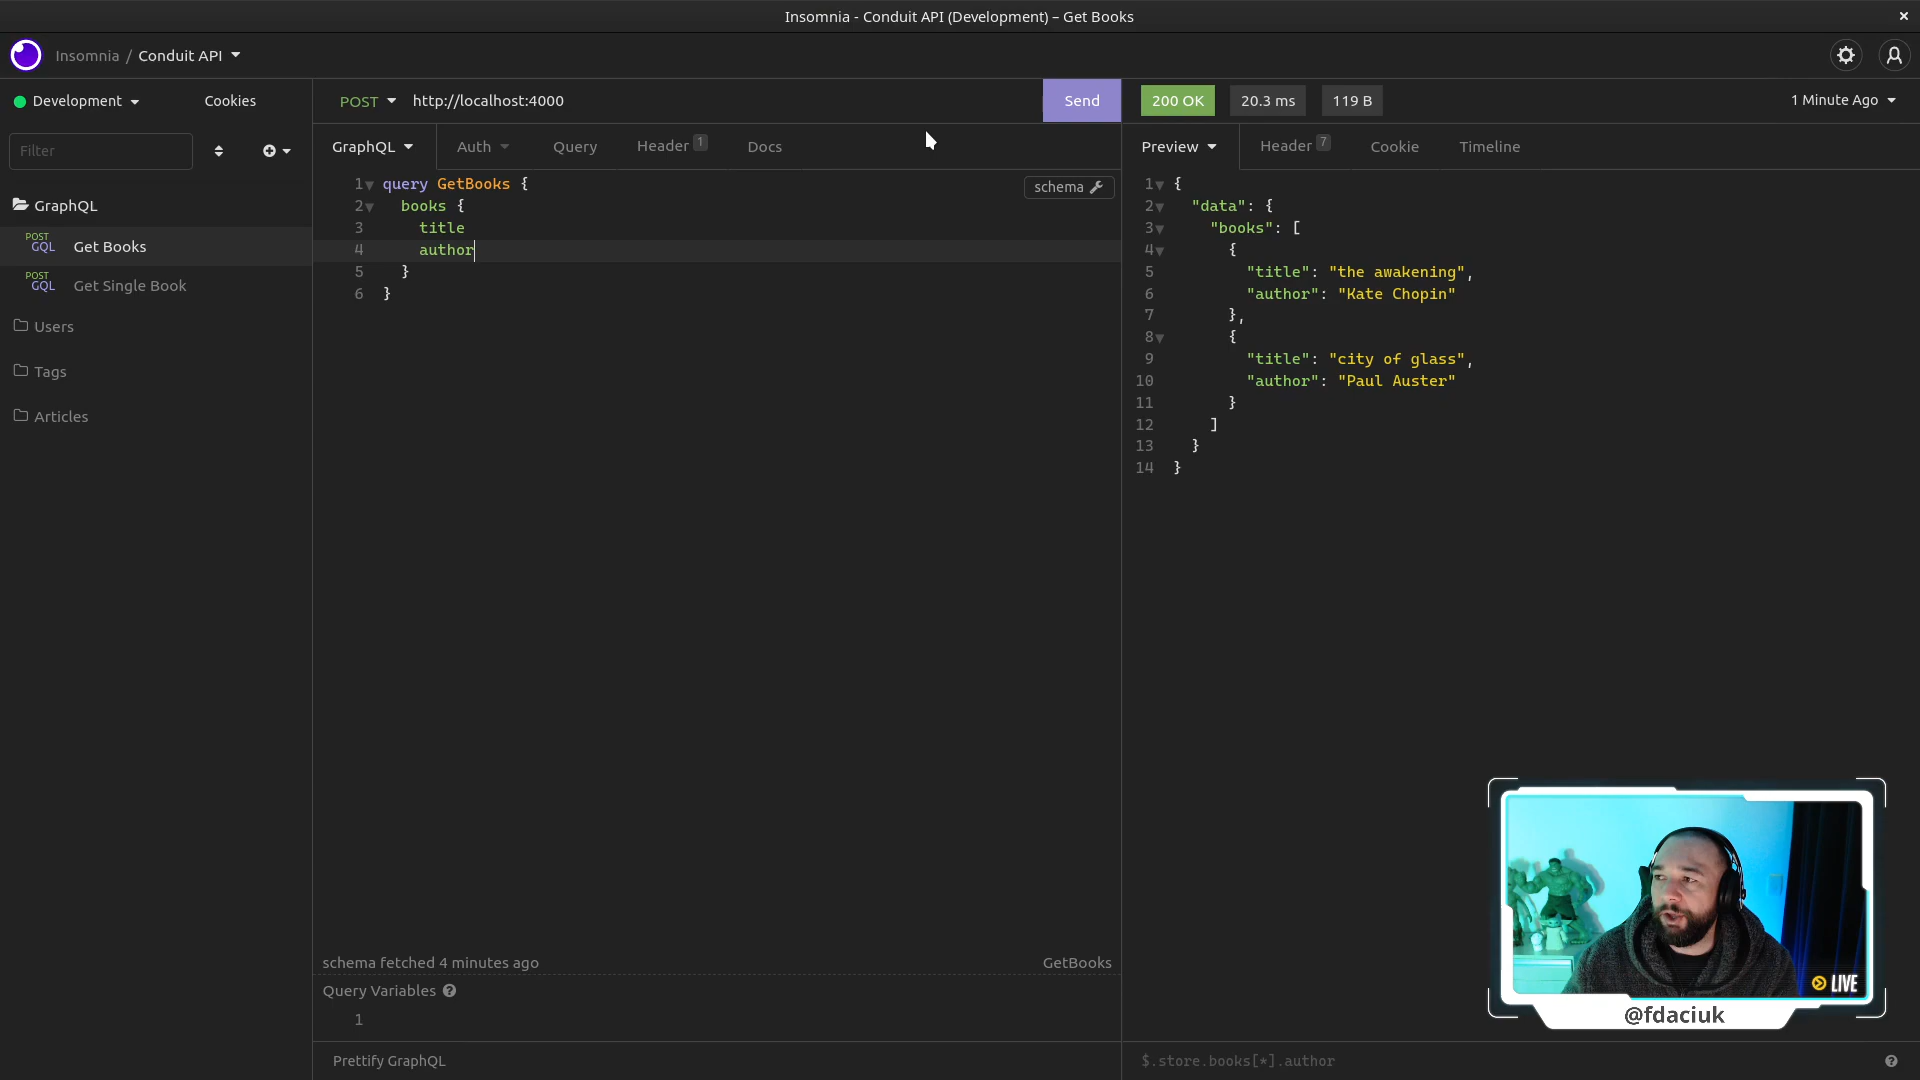 Insomnia - Conduit API (Development) – Get Books
Insomnia / Conduit API
Development
Cookies
Filter
GraphQL
POST
GQL
Get Books
POST
GQL
Get Single Book
Users
Tags
Articles
POST
http://localhost:4000
Send
GraphQL
Auth
Query
Header 1
Docs
schema
1 query GetBooks {
2 books {
3 title
4 author
5 }
6 }
schema fetched 4 minutes ago
GetBooks
Query Variables
1
Prettify GraphQL
200 OK
20.3 ms
119 B
1 Minute Ago
Preview
Header 7
Cookie
Timeline
1 {
2 "data": {
3 "books": [
4 {
5 "title": "the awakening",
6 "author": "Kate Chopin"
7 },
8 {
9 "title": "city of glass",
10 "author": "Paul Auster"
11 }
12 ]
13 }
14 }
LIVE
@fdaciuk
$.store.books[*].author